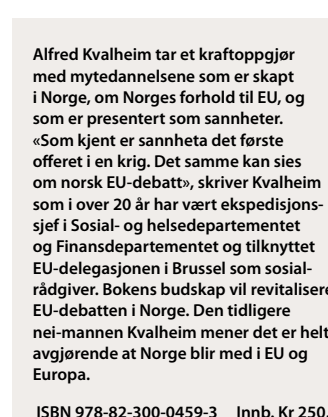 Alfred Kvalheim tar et kraftoppgjør
med mytedannelsene som er skapt
i Norge, om Norges forhold til EU, og
som er presentert som sannheter.
«Som kjent er sannheta det første
offeret i en krig. Det samme kan sies
om norsk EU-debatt», skriver Kvalheim
som i over 20 år har vært ekspedisjons-
sjef i Sosial- og helsedepartementet
og Finansdepartementet og tilknyttet
EU-delegasjonen i Brussel som sosial-
rådgiver. Bokens budskap vil revitalisere
EU-debatten i Norge. Den tidligere
nei-mannen Kvalheim mener det er helt
avgjørende at Norge blir med i EU og
Europa.
ISBN 978-82-300-0459-3 Innb. Kr 250,